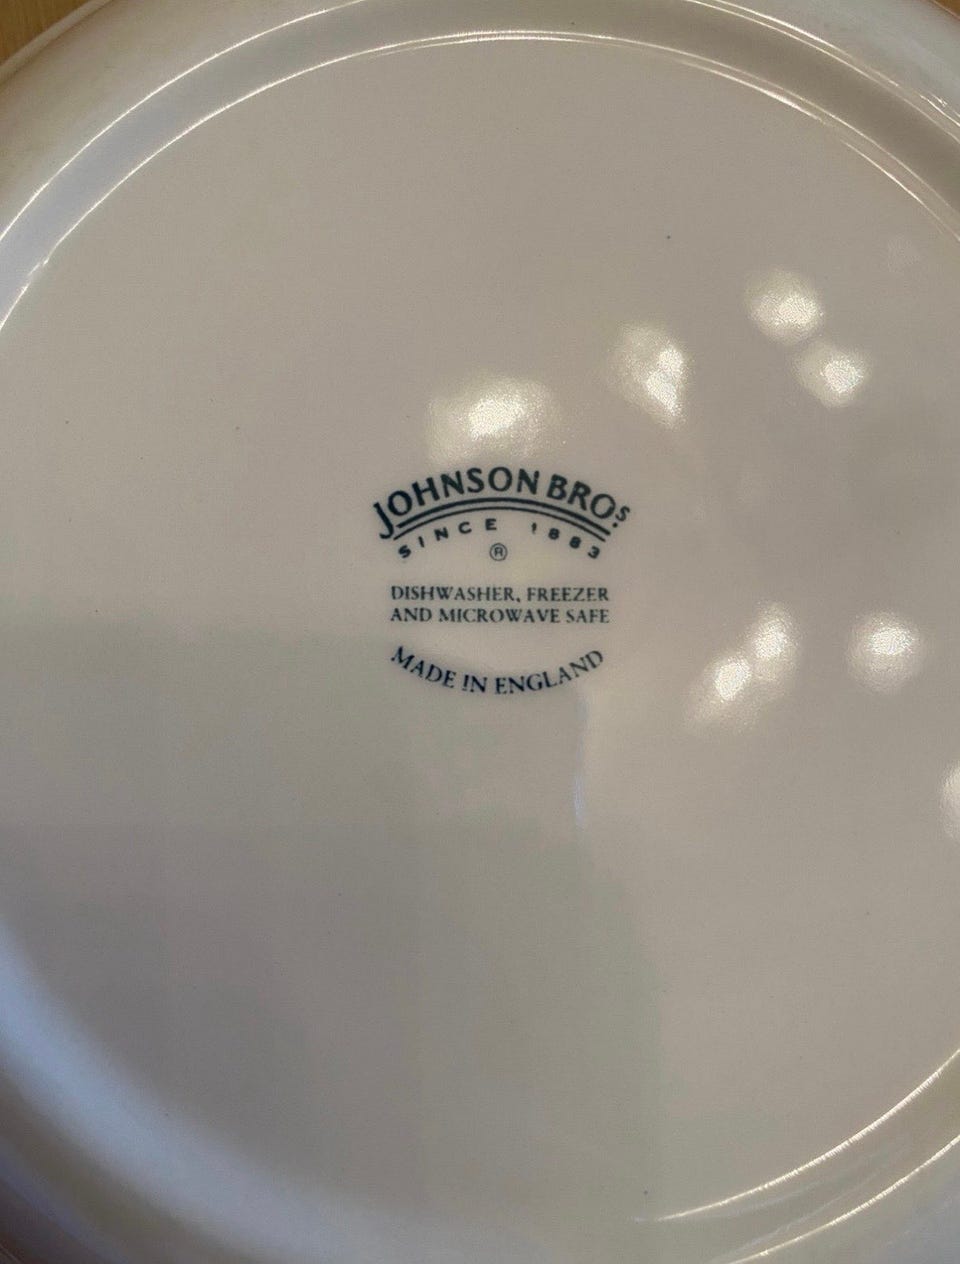 JOHNSON BROS
SINCE 1883
®
DISHWASHER, FREEZER
AND MICROWAVE SAFE
MADE IN ENGLAND